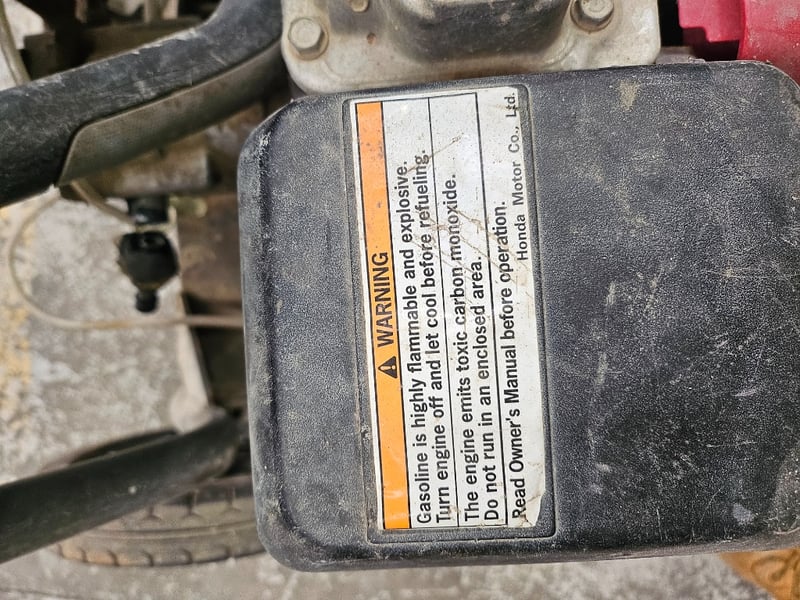 WARNING
Gasoline is highly flammable and explosive.
Turn engine off and let cool before refueling.
The engine emits toxic carbon monoxide.
Do not run in an enclosed area.
Read Owner's Manual before operation.
Honda Motor Co., Ltd.